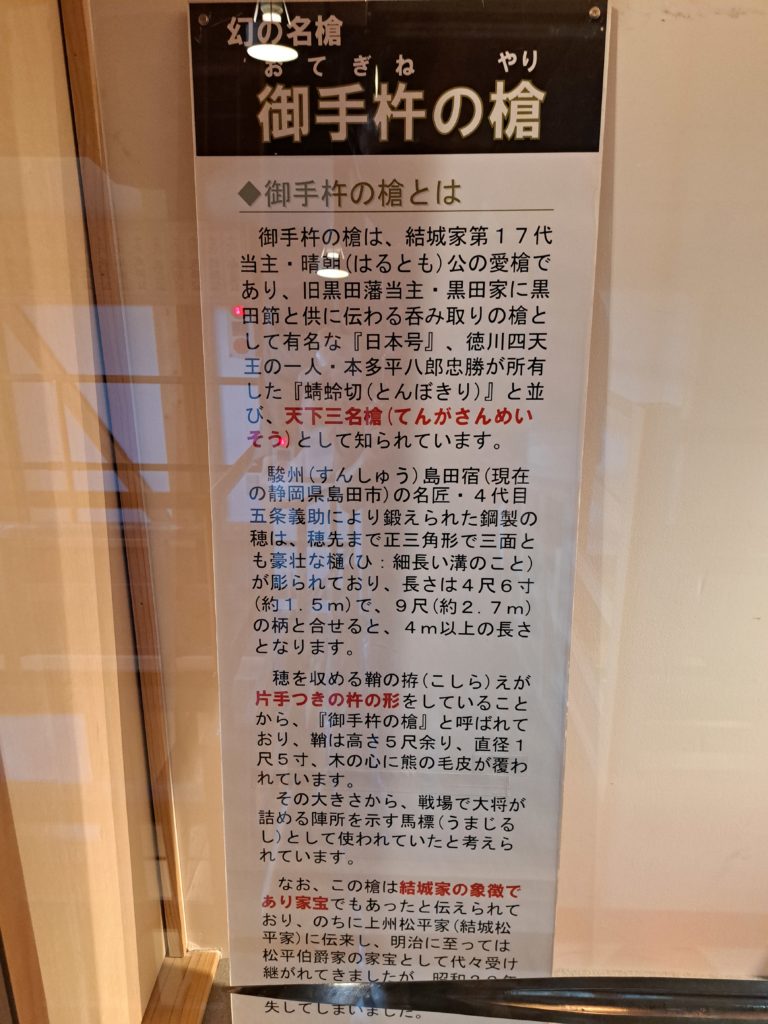 幻の名槍
おてぎね やり
御手杵の槍
◆御手杵の槍とは
御手杵の槍は、結城家第17代
当主・晴朝(はるとも)公の愛槍で
あり、旧黒田藩当主・黒田家に黒
田節と供に伝わる呑み取りの槍と
して有名な『日本号』、徳川四天
王の一人・本多平八郎忠勝が所有
した『蜻蛉切(とんぼきり)』と並
び、天下三名槍(てんがさんめい
そう)として知られています。
駿州(すんしゅう)島田宿(現在
の静岡県島田市)の名匠・4代目
五条義助により鍛えられた鋼製の
穂は、穂先まで正三角形で三面と
も豪壮な樋(ひ：細長い溝のこと)
が彫られており、長さは4尺6寸
(約1.5m)で、9尺(約2.7m)
の柄と合せると、4m以上の長さ
となります。
穂を収める鞘の拵(こしら)えが
片手つきの杵の形をしていること
から、『御手杵の槍』と呼ばれて
おり、鞘は高さ5尺余り、直径1
尺5寸、木の心に熊の毛皮が覆わ
れています。
その大きさから、戦場で大将が
詰める陣所を示す馬標(うまじる
し)として使われていたと考えら
れています。
なお、この槍は結城家の象徴で
あり家宝でもあったと伝えられて
おり、のちに上州松平家(結城松
平家)に伝来し、明治に至っては
松平伯爵家の家宝として代々受け
継がれてきましたが、昭和20年
失してしまいました。